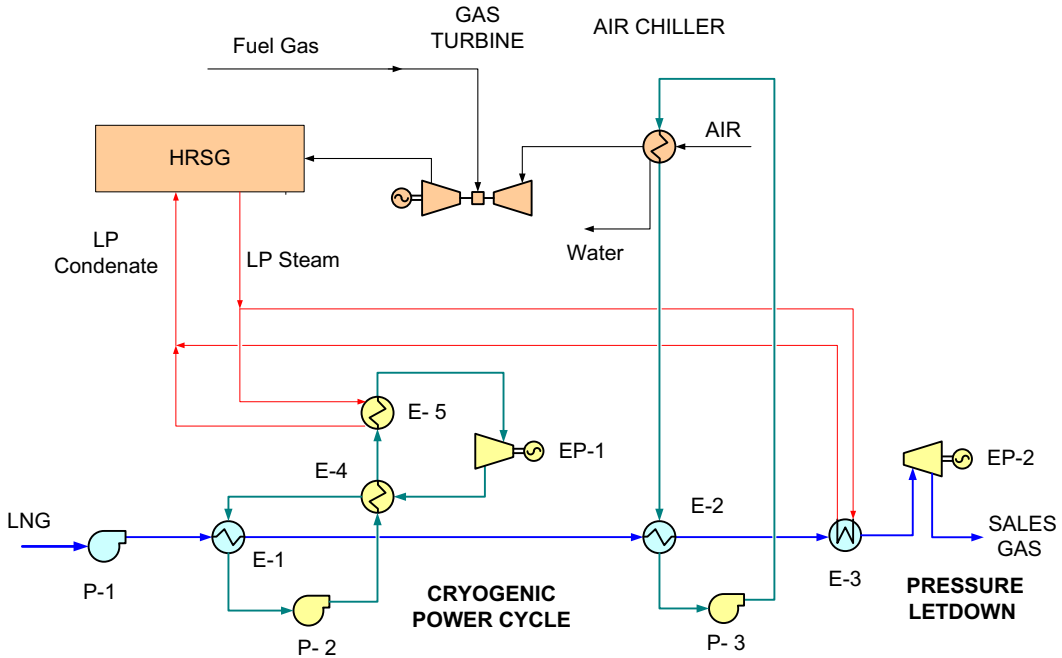 GAS
TURBINE
AIR CHILLER
Fuel Gas
AIR
HRSG
Water
LP
Condenate
LP Steam
E- 5
EP-1
E-4
EP-2
E-2
LNG
SALES
GAS
E-1
E-3
P-1
CRYOGENIC
POWER CYCLE
PRESSURE
LETDOWN
P- 2
P- 3